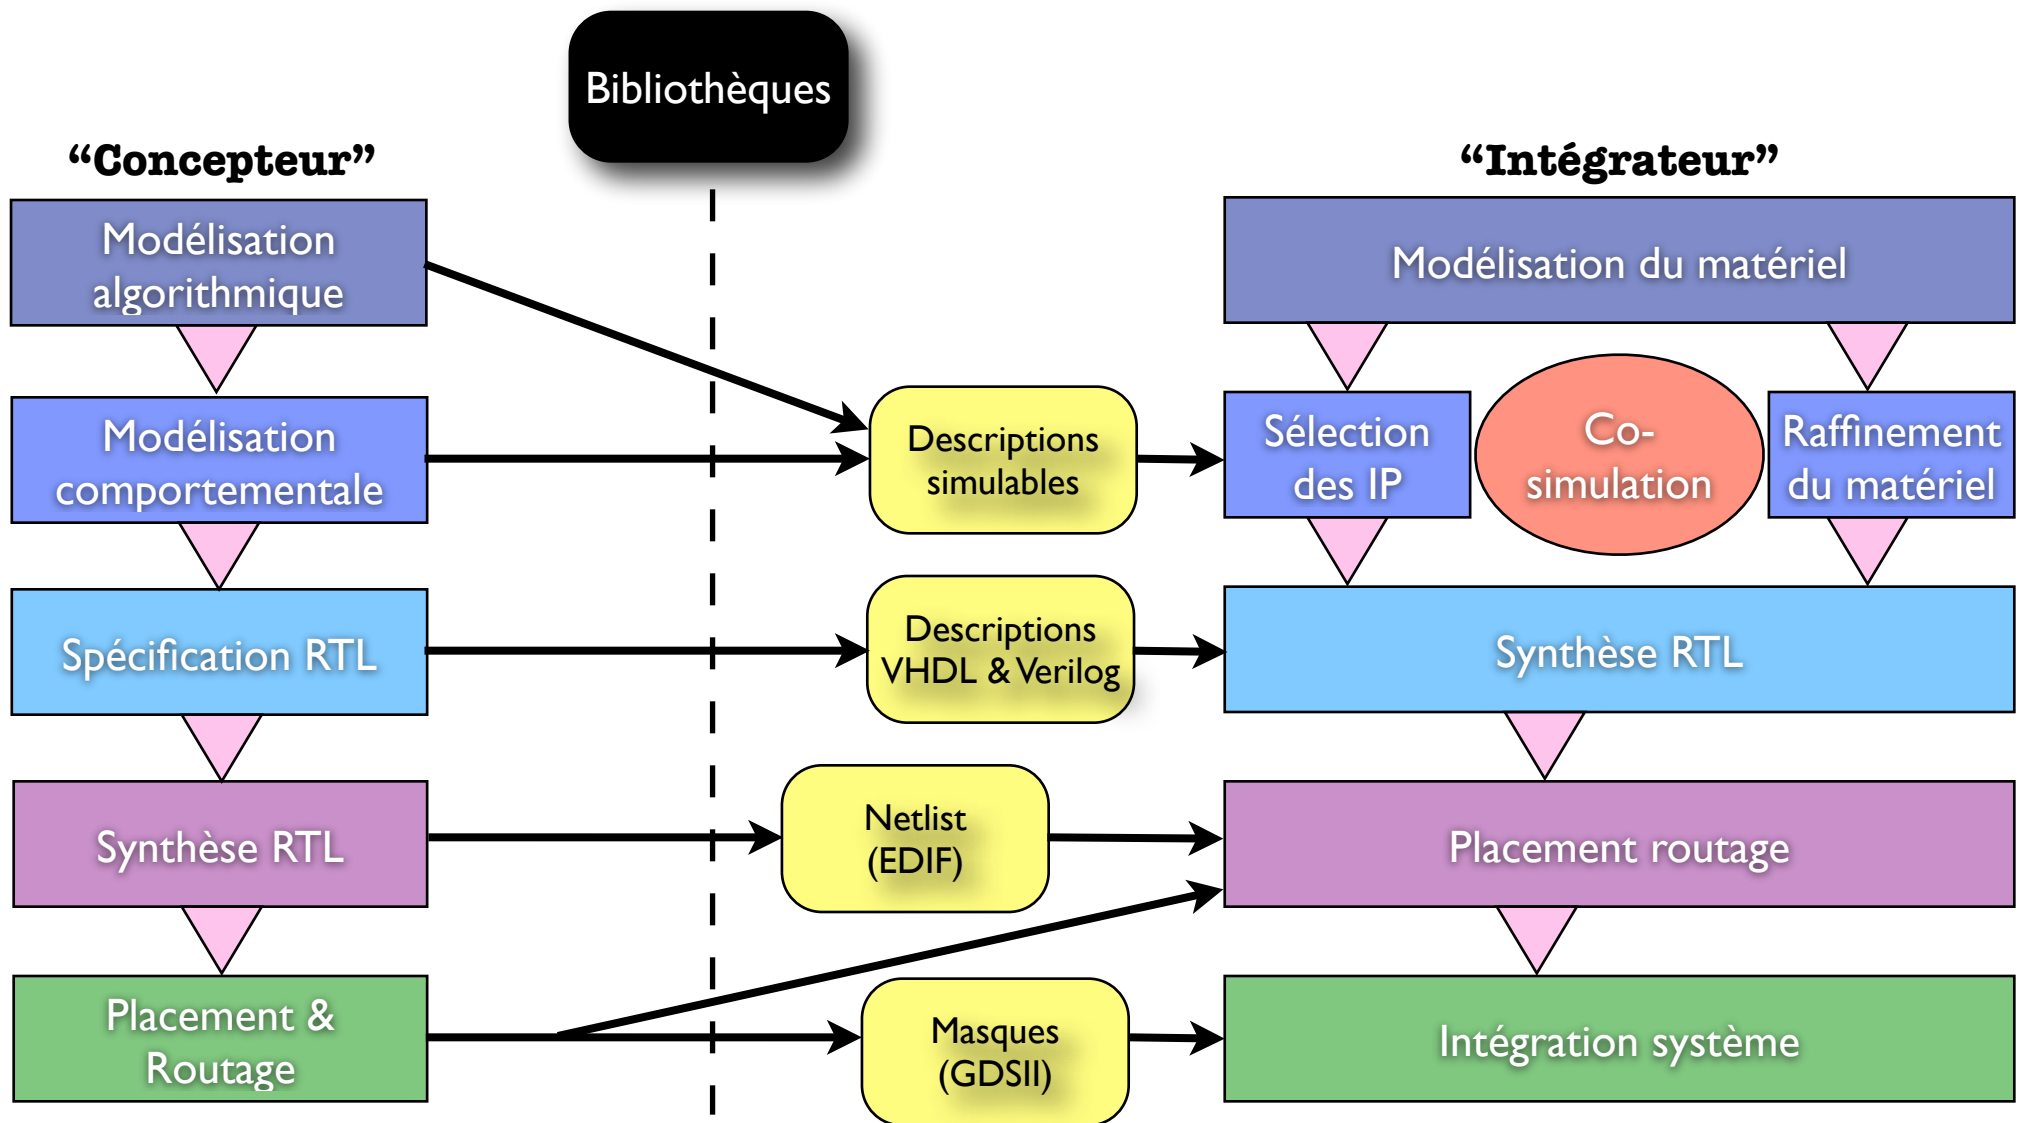 Bibliothèques
“Concepteur”
“Intégrateur”
Modélisation
algorithmique
Modélisation du matériel
Modélisation
comportementale
Descriptions
simulables
Sélection
des IP
Co-
simulation
Raffinement
du matériel
Spécification RTL
Descriptions
VHDL & Verilog
Synthèse RTL
Synthèse RTL
Netlist
(EDIF)
Placement routage
Placement &
Routage
Masques
(GDSII)
Intégration système